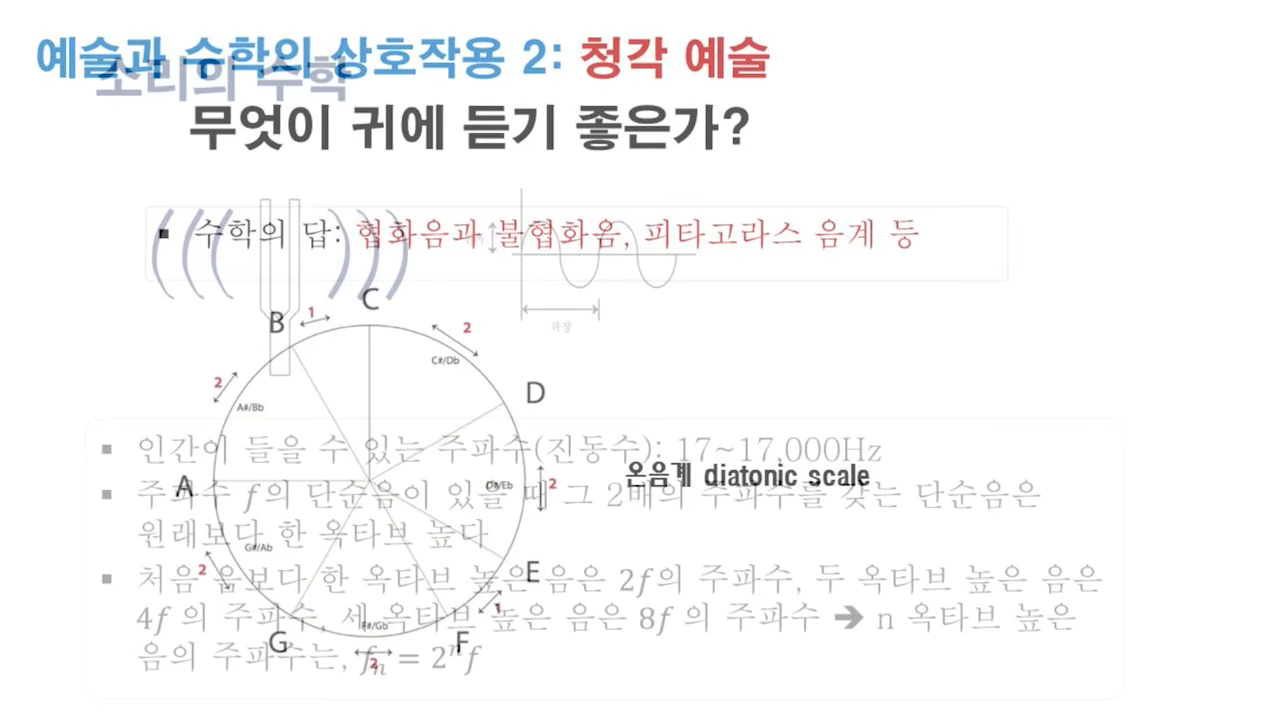 예술과 수학의 상호작용 2: 청각 예술
소리의 수학
무엇이 귀에 듣기 좋은가?
▪ 수학의 답: 협화음과 불협화음, 피타고라스 음계 등
파장
C
B
1
2
C#/Db
D
2
A#/Bb
▪ 인간이 들을 수 있는 주파수(진동수): 17~17,000Hz
온음계 diatonic scale
A
D#/Eb
2
▪ 주파수 f의 단순음이 있을 때 그 2배의 주파수를 갖는 단순음은
원래보다 한 옥타브 높다
G#/Ab
2
E
▪ 처음 음보다 한 옥타브 높은 음은 2f의 주파수, 두 옥타브 높은 음은
1
4f 의 주파수, 세 옥타브 높은 음은 8f 의 주파수 ➔ n 옥타브 높은
F#/Gb
G
F
음의 주파수는, fₙ = 2ⁿf
2